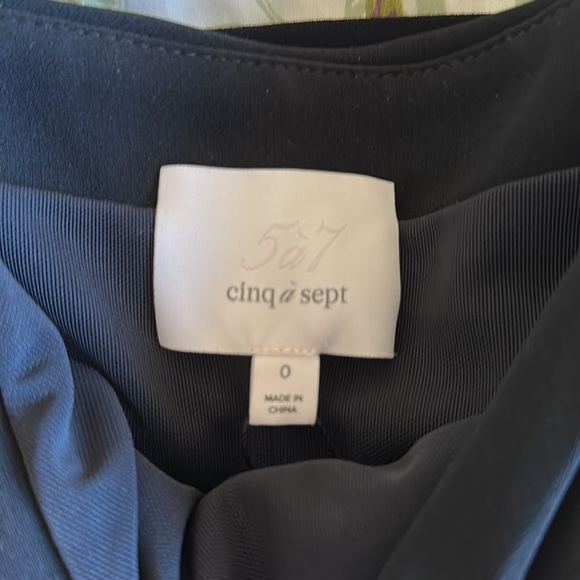 5à7
cinq à sept
0
MADE IN
CHINA